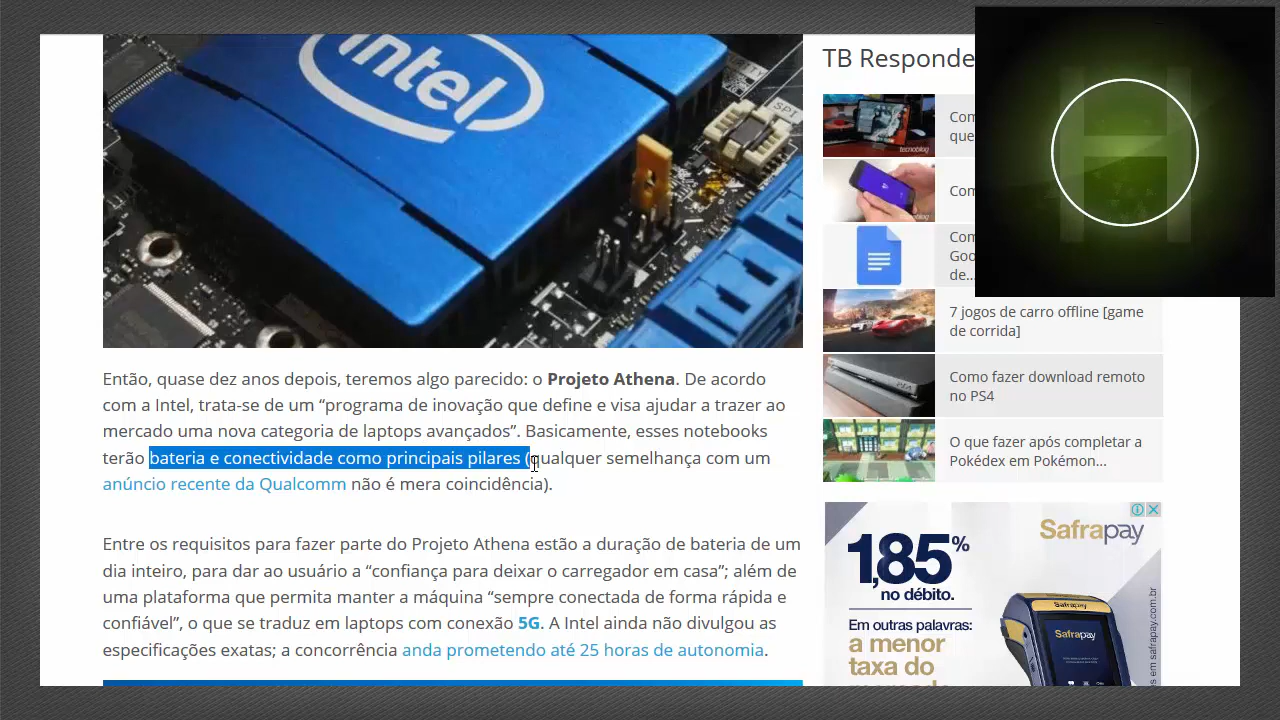 intel
SPT
Então, quase dez anos depois, teremos algo parecido: o Projeto Athena. De acordo
com a Intel, trata-se de um “programa de inovação que define e visa ajudar a trazer ao
mercado uma nova categoria de laptops avançados”. Basicamente, esses notebooks
terão bateria e conectividade como principais pilares (qualquer semelhança com um
anúncio recente da Qualcomm não é mera coincidência).
Entre os requisitos para fazer parte do Projeto Athena estão a duração de bateria de um
dia inteiro, para dar ao usuário a “confiança para deixar o carregador em casa”; além de
uma plataforma que permita manter a máquina “sempre conectada de forma rápida e
confiável”, o que se traduz em laptops com conexão 5G. A Intel ainda não divulgou as
especificações exatas; a concorrência anda prometendo até 25 horas de autonomia.
TB Responde
tecnoblog
Goo
de...
7 jogos de carro offline [game
de corrida]
Como fazer download remoto
no PS4
O que fazer após completar a
Pokédex em Pokémon...
Safrapay
1,85%
no débito.
Em outras palavras:
a menor
taxa do
Safrapay
Safrapay
es em safrapay.com.br
H